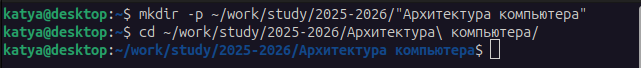 katya@desktop:~$ mkdir -p ~/work/study/2025-2026/"Архитектура компьютера"
katya@desktop:~$ cd ~/work/study/2025-2026/Архитектура\ компьютера/
katya@desktop:~/work/study/2025-2026/Архитектура компьютера$